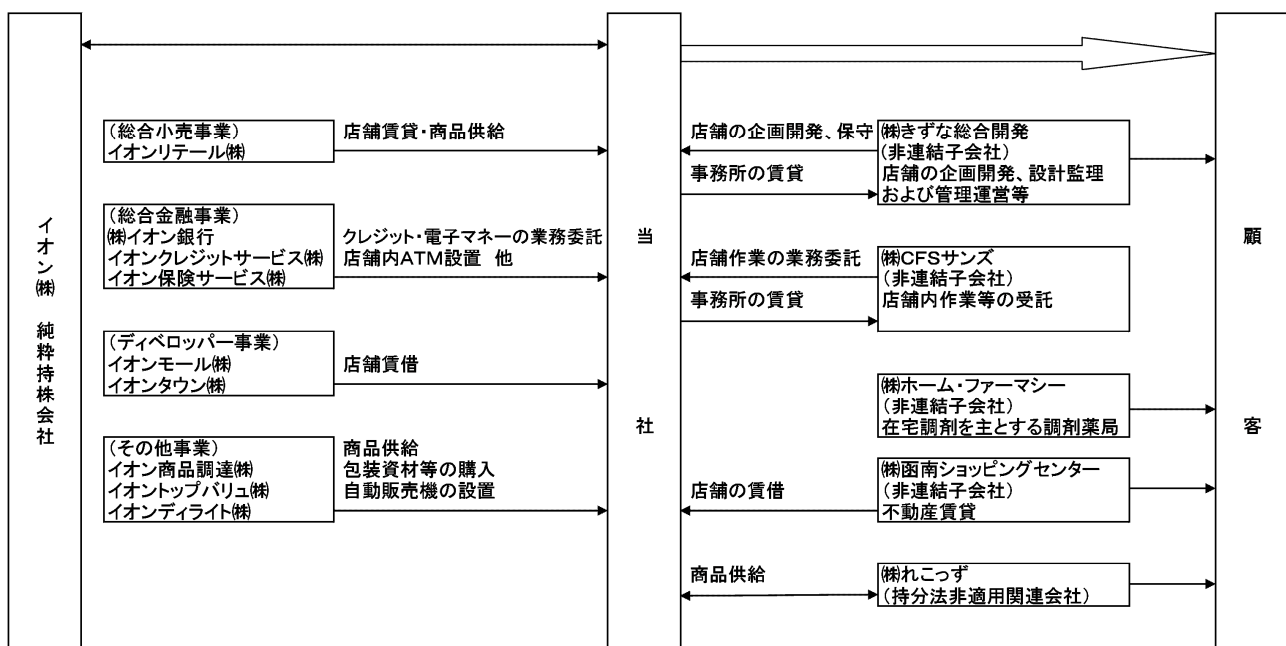 イオン㈱ 純粋持株会社
（総合小売事業）
イオンリテール㈱
店舗賃貸・商品供給
（総合金融事業）
㈱イオン銀行
イオンクレジットサービス㈱
イオン保険サービス㈱
クレジット・電子マネーの業務委託
店舗内ATM設置 他
（ディベロッパー事業）
イオンモール㈱
イオンタウン㈱
店舗賃借
（その他事業）
イオン商品調達㈱
イオントップバリュ㈱
イオンディライト㈱
商品供給
包装資材等の購入
自動販売機の設置
当社
店舗の企画開発、保守
事務所の賃貸
㈱きずな総合開発
（非連結子会社）
店舗の企画開発、設計監理
および管理運営等
店舗作業の業務委託
事務所の賃貸
㈱CFSサンズ
（非連結子会社）
店舗内作業等の受託
㈱ホーム・ファーマシー
（非連結子会社）
在宅調剤を主とする調剤薬局
店舗の賃借
㈱函南ショッピングセンター
（非連結子会社）
不動産賃貸
商品供給
㈱れこっず
（持分法非適用関連会社）
顧客